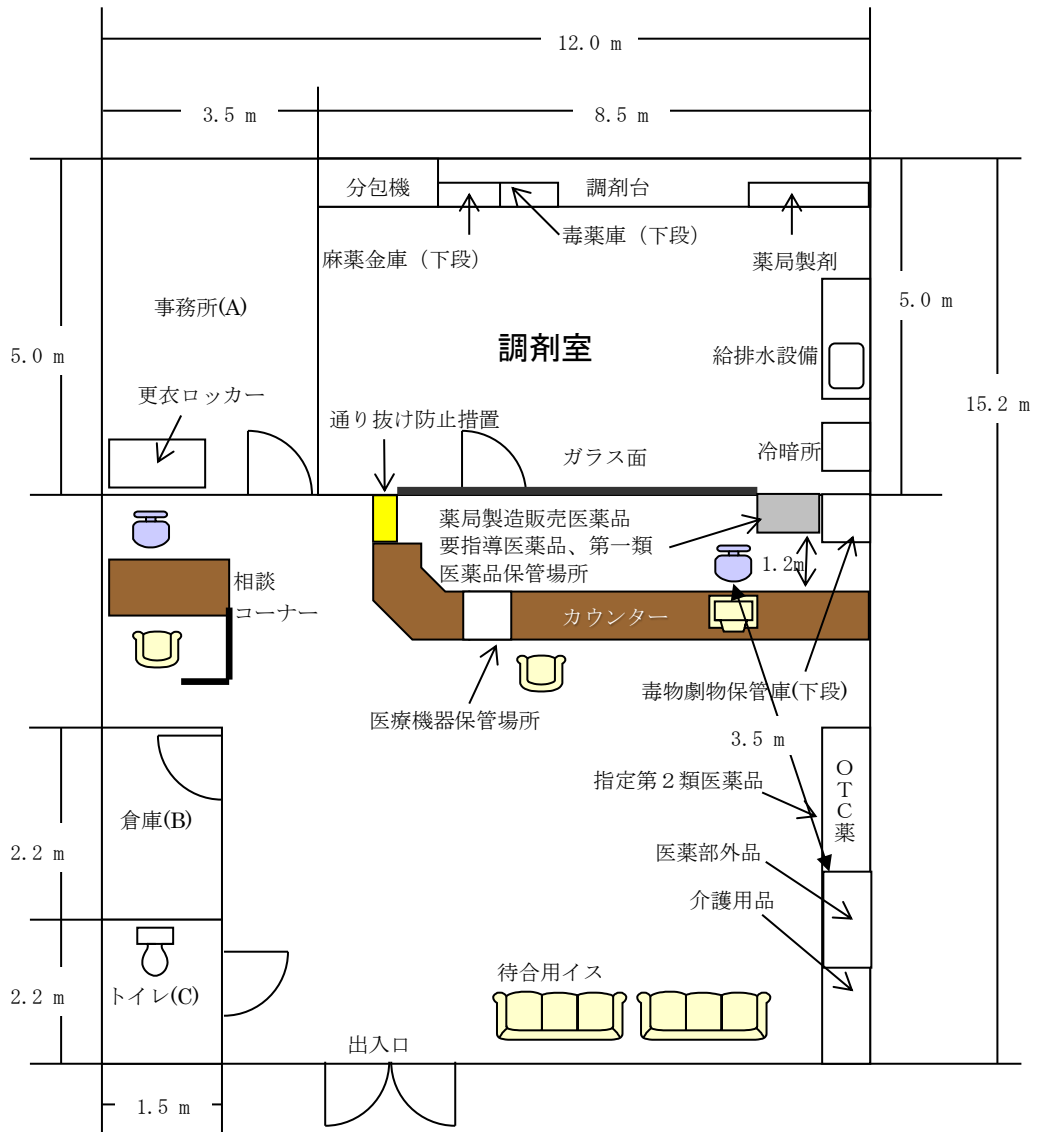 12.0 m
3.5 m
8.5 m
分包機
調剤台
毒薬庫（下段）
麻薬金庫（下段）
薬局製剤
事務所(A)
5.0 m
5.0 m
調剤室
給排水設備
15.2 m
更衣ロッカー
通り抜け防止措置
ガラス面
冷暗所
薬局製造販売医薬品
要指導医薬品、第一類
医薬品保管場所
1.2m
相談
コーナー
カウンター
毒物劇物保管庫(下段)
医療機器保管場所
3.5 m
指定第２類医薬品
ＯＴＣ薬
倉庫(B)
2.2 m
医薬部外品
介護用品
待合用イス
2.2 m
トイレ(C)
出入口
1.5 m